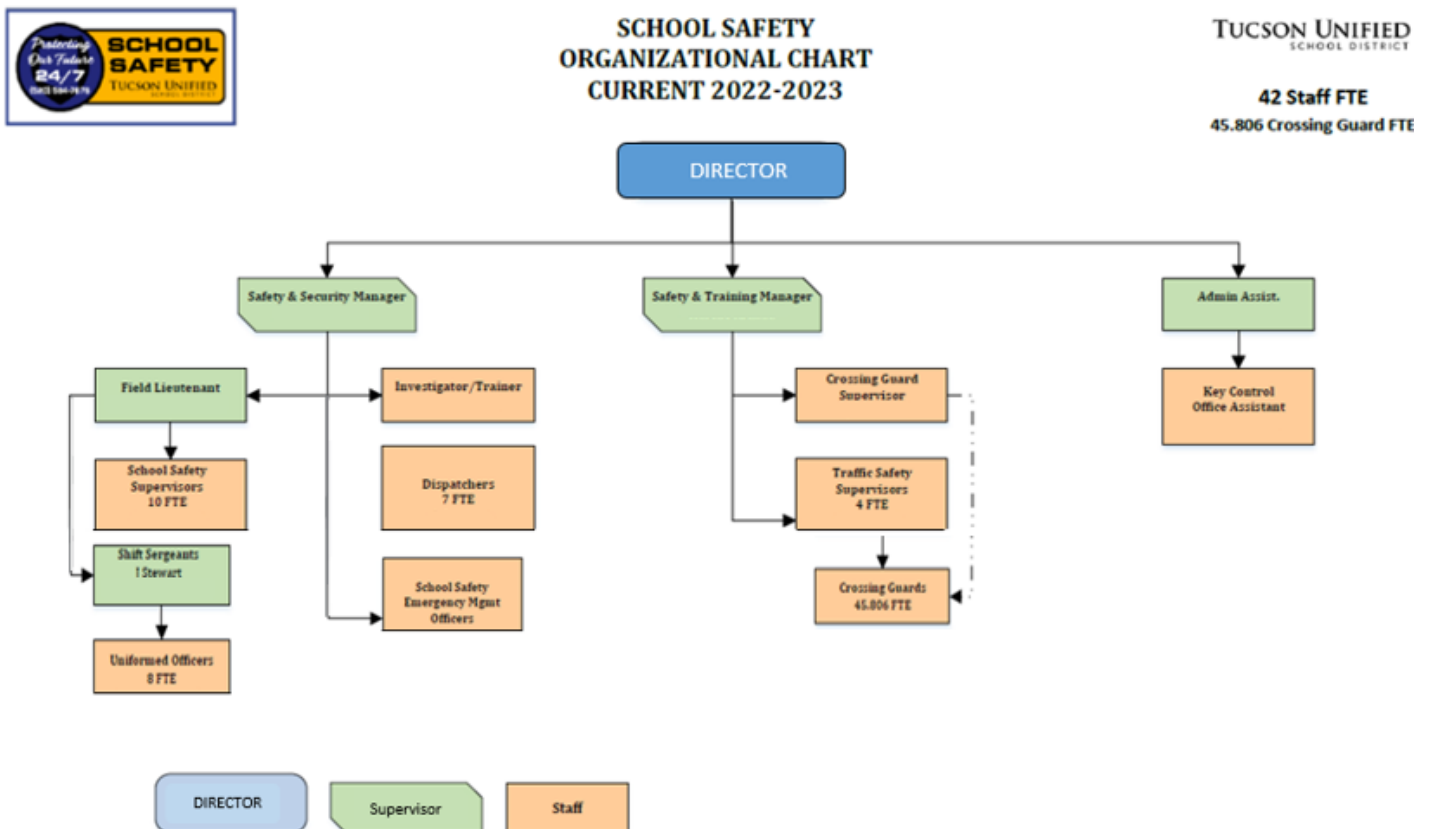 Protecting
Our Future
24/7
SCHOOL
SAFETY
TUCSON UNIFIED
SCHOOL DISTRICT
SCHOOL SAFETY
ORGANIZATIONAL CHART
CURRENT 2022-2023
TUCSON UNIFIED
SCHOOL DISTRICT
42 Staff FTE
45.806 Crossing Guard FTE
DIRECTOR
Safety & Security Manager
Safety & Training Manager
Admin Assist.
Field Lieutenant
Investigator/Trainer
Crossing Guard
Supervisor
Key Control
Office Assistant
School Safety
Supervisors
10 FTE
Dispatchers
7 FTE
Traffic Safety
Supervisors
4 FTE
Shift Sergeants
Stewart
School Safety
Emergency Mgmt
Officers
Crossing Guards
45.806 FTE
Uniformed Officers
8 FTE
DIRECTOR
Supervisor
Staff